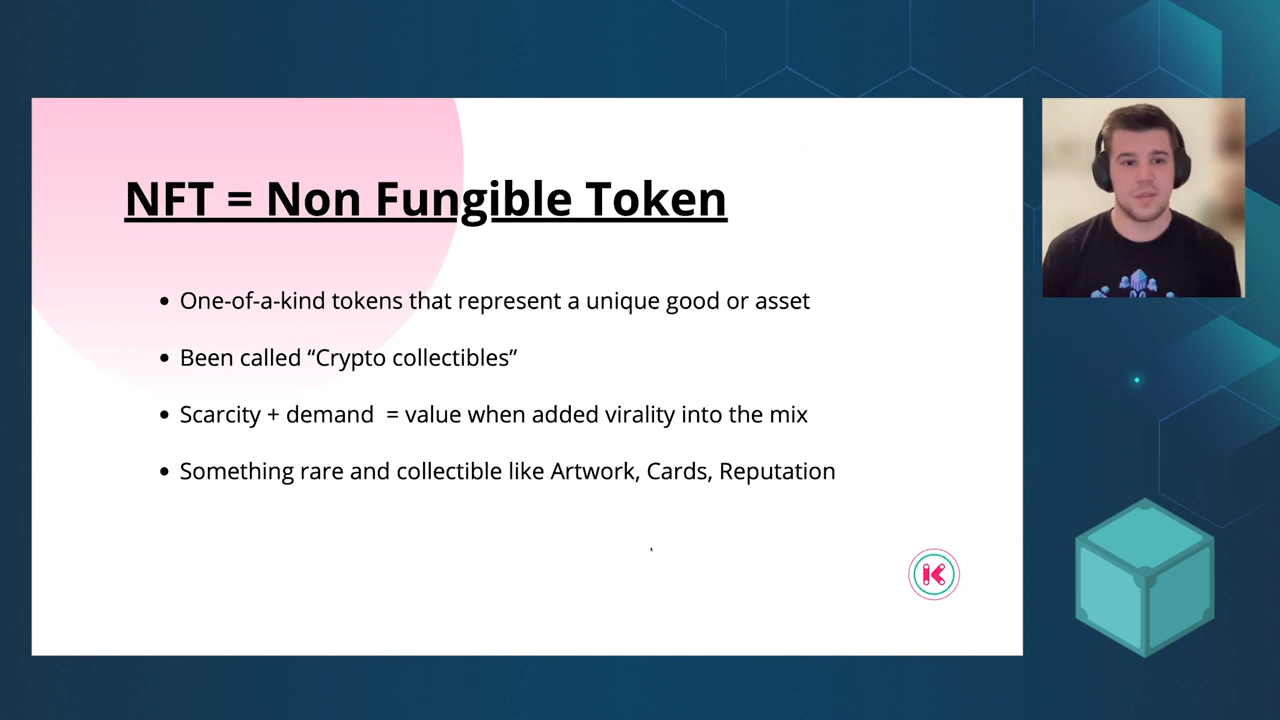 NFT = Non Fungible Token
• One-of-a-kind tokens that represent a unique good or asset
• Been called “Crypto collectibles”
• Scarcity + demand  = value when added virality into the mix
• Something rare and collectible like Artwork, Cards, Reputation
K